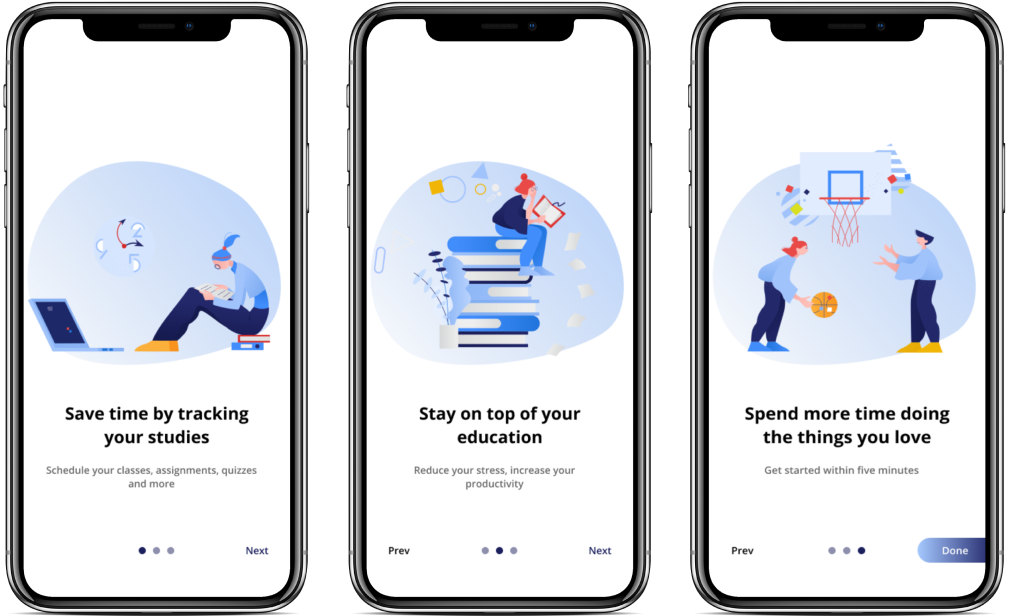 Save time by tracking
your studies
Schedule your classes, assignments, quizzes
and more
Next
Stay on top of your
education
Reduce your stress, increase your
productivity
Prev
Next
Spend more time doing
the things you love
Get started within five minutes
Prev
Done